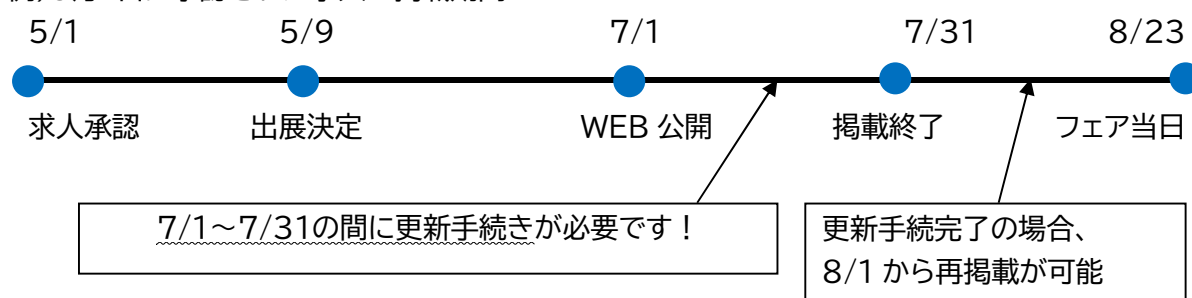 5/1 5/9 7/1 7/31 8/23
求人承認 出展決定 WEB 公開 掲載終了 フェア当日
7/1~7/31の間に更新手続きが必要です!
更新手続完了の場合、
8/1 から再掲載が可能